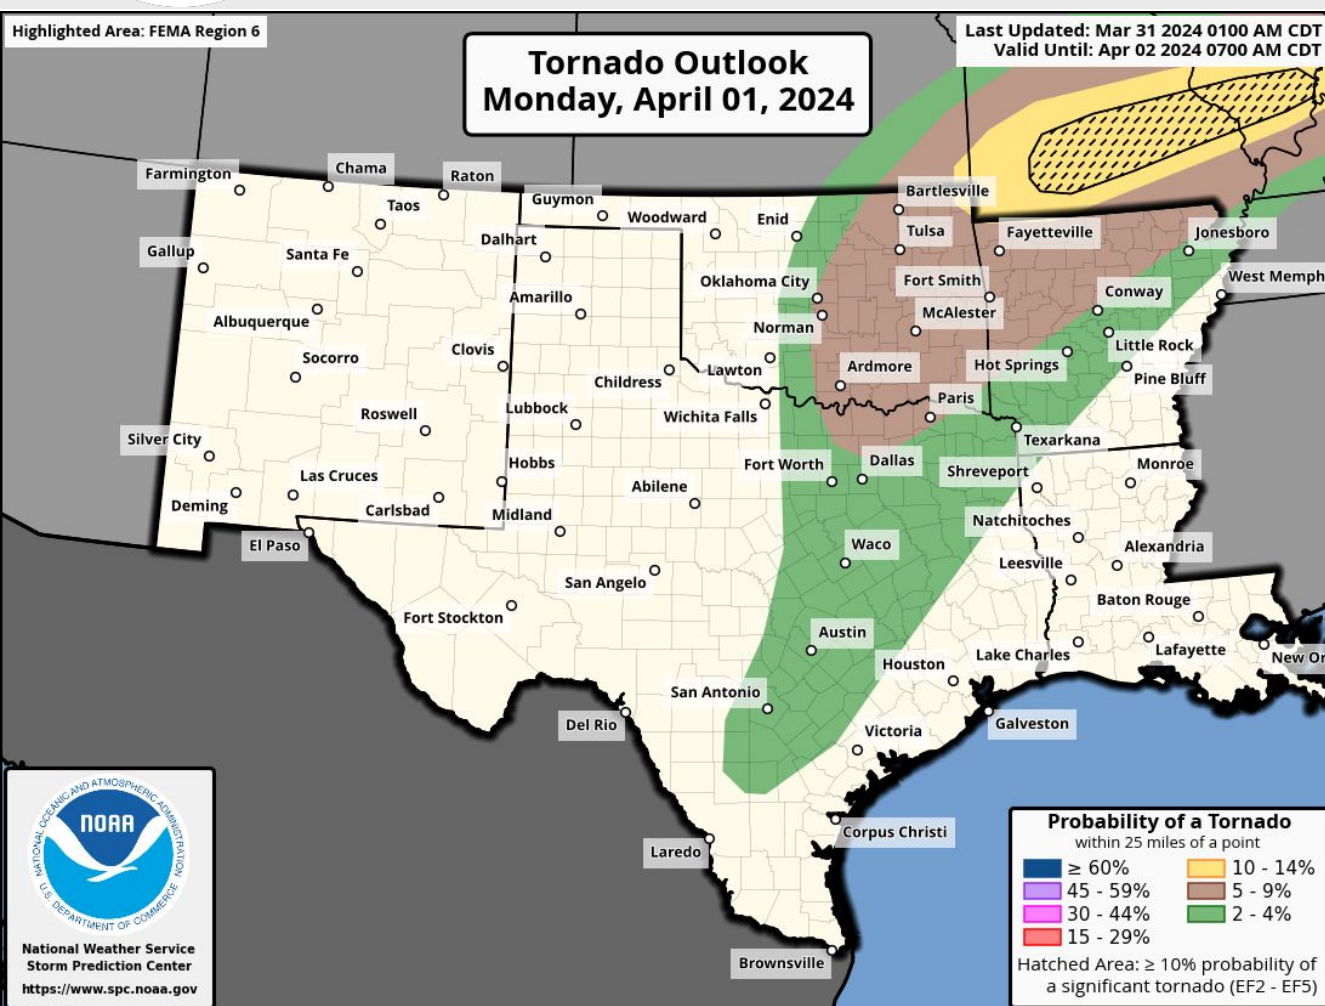 Highlighted Area: FEMA Region 6
Last Updated: Mar 31 2024 0100 AM CDT
Valid Until: Apr 02 2024 0700 AM CDT
Tornado Outlook
Monday, April 01, 2024
Farmington
Chama
Raton
Taos
Guymon
Woodward
Enid
Bartlesville
Tulsa
Fayetteville
Jonesboro
Gallup
Santa Fe
Dalhart
Oklahoma City
Fort Smith
West Memph
Amarillo
Conway
Albuquerque
Norman
McAlester
Little Rock
Socorro
Clovis
Childress
Lawton
Ardmore
Hot Springs
Pine Bluff
Roswell
Lubbock
Wichita Falls
Paris
Texarkana
Silver City
Las Cruces
Hobbs
Abilene
Fort Worth
Dallas
Shreveport
Monroe
Deming
Carlsbad
Midland
Natchitoches
El Paso
San Angelo
Waco
Leesville
Alexandria
Fort Stockton
Baton Rouge
Austin
Houston
Lake Charles
Lafayette
New Or
Del Rio
San Antonio
Victoria
Galveston
Laredo
Corpus Christi
Brownsville
NATIONAL OCEANIC AND ATMOSPHERIC ADMINISTRATION
NOAA
U.S. DEPARTMENT OF COMMERCE
National Weather Service
Storm Prediction Center
https://www.spc.noaa.gov
Probability of a Tornado
within 25 miles of a point
≥ 60%
10 - 14%
45 - 59%
5 - 9%
30 - 44%
2 - 4%
15 - 29%
Hatched Area: ≥ 10% probability of
a significant tornado (EF2 - EF5)